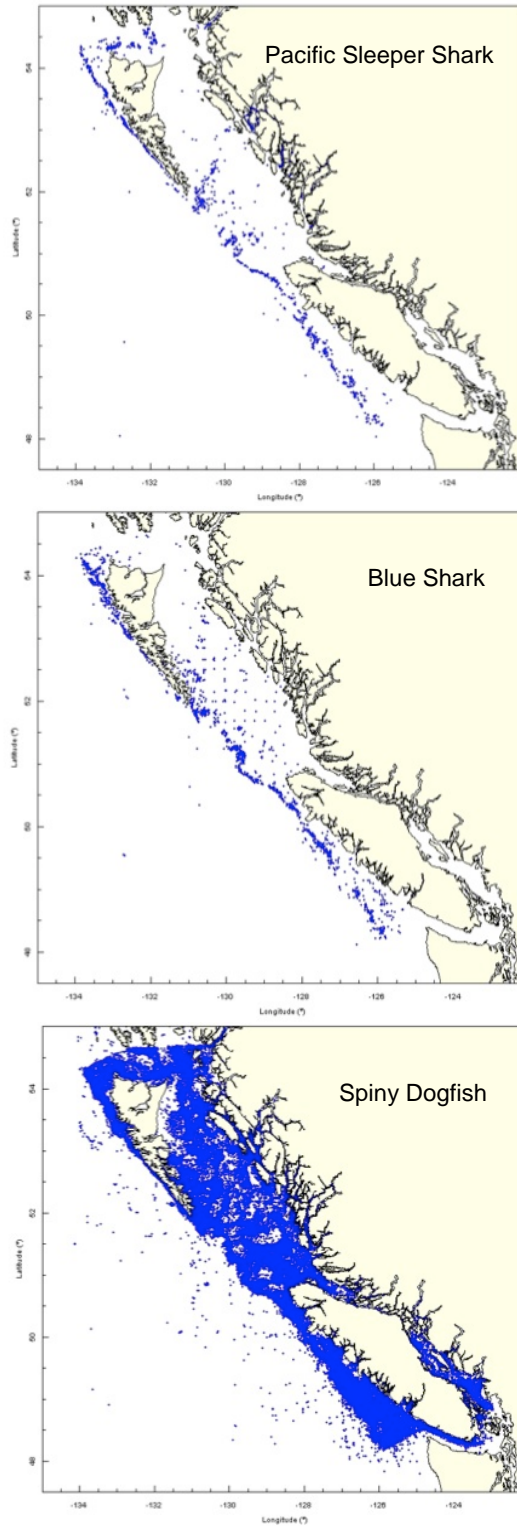 Pacific Sleeper Shark
54
52
50
48
Latitude (°)
-134 -132 -130 -128 -126 -124
Longitude (°)
Blue Shark
54
52
50
48
Latitude (°)
-134 -132 -130 -128 -126 -124
Longitude (°)
Spiny Dogfish
54
52
50
48
Latitude (°)
-134 -132 -130 -128 -126 -124
Longitude (°)